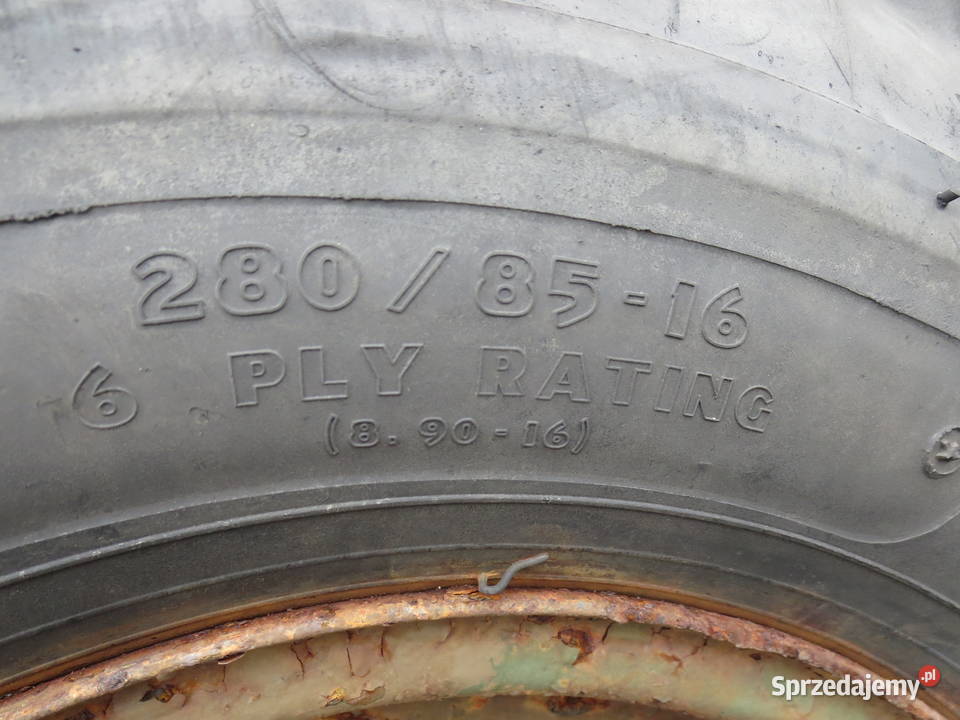 280/85-16
6 PLY RATING
(8.90-16)
Sprzedajemy.pl